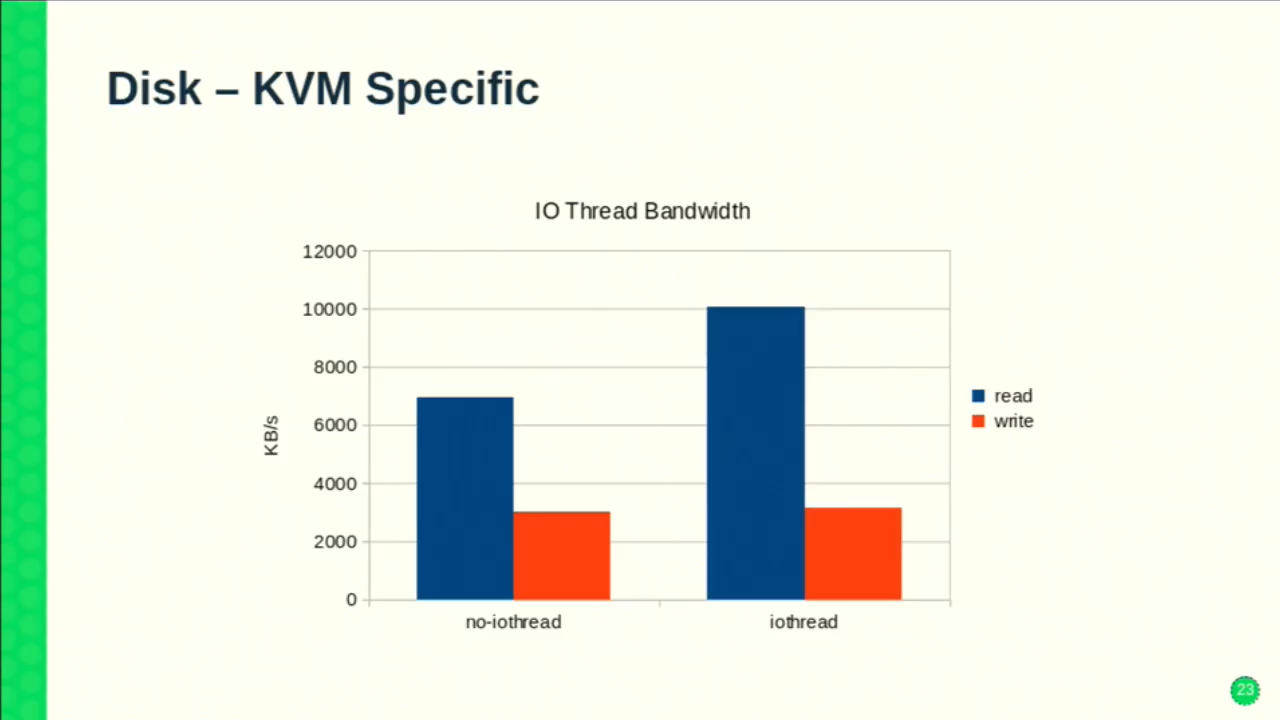 Disk – KVM Specific
IO Thread Bandwidth
12000
10000
8000
6000
4000
2000
0
KB/s
no-iothread
iothread
read
write
23